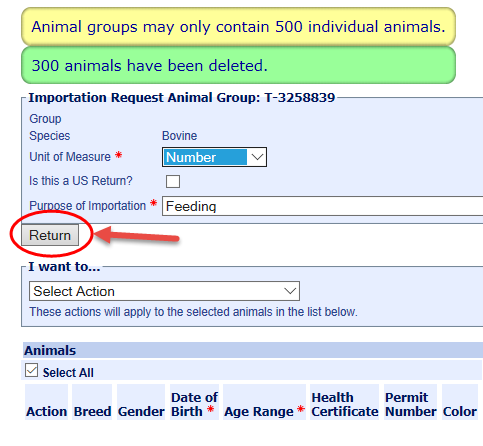 Animal groups may only contain 500 individual animals.
300 animals have been deleted.
Importation Request Animal Group: T-3258839
Group
Species Bovine
Unit of Measure * Number
Is this a US Return?
Purpose of Importation * Feeding
Return
I want to...
Select Action
These actions will apply to the selected animals in the list below.
Animals
Select All
Date of Health Permit
Action Breed Gender Birth * Age Range * Certificate Number Color